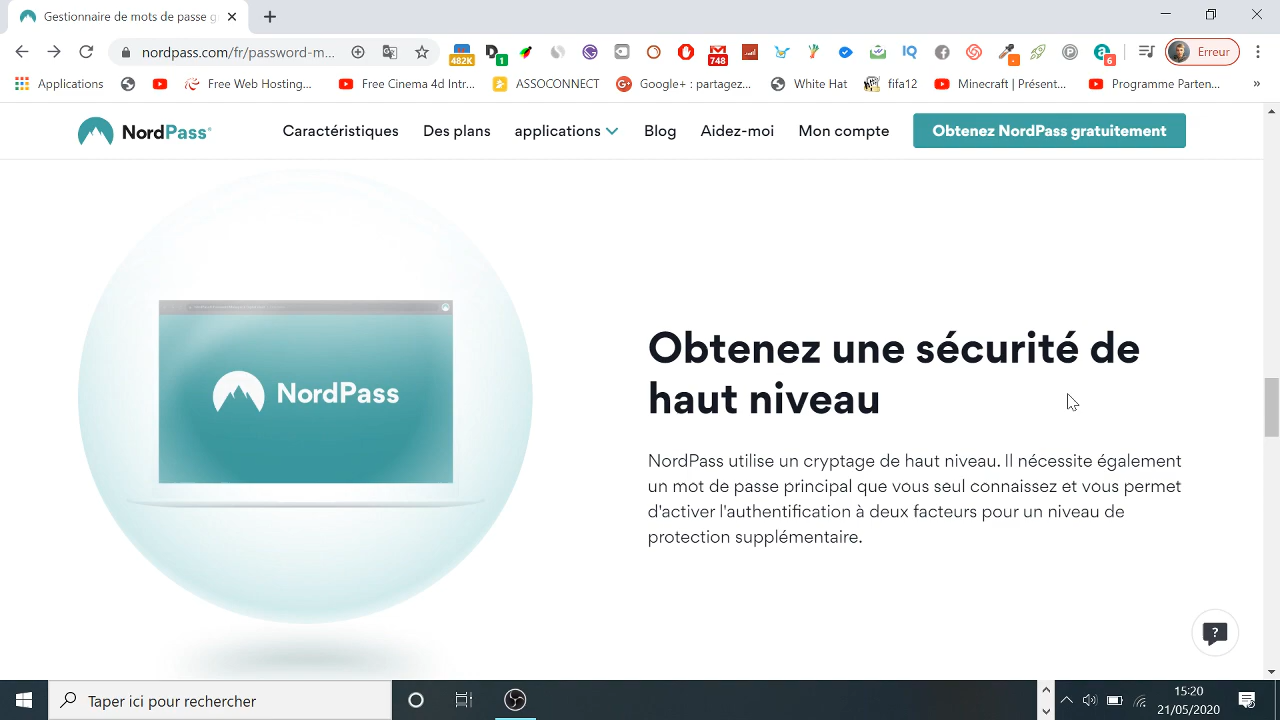 Gestionnaire de mots de passe g
nordpass.com/fr/password-m...
482K
1
748
6
Erreur
Applications
Free Web Hosting...
Free Cinema 4d Intr...
ASSOCONNECT
Google+ : partagez...
White Hat
fifa12
Minecraft | Présent...
Programme Parten...
»
NordPass®
Caractéristiques
Des plans
applications
Blog
Aidez-moi
Mon compte
Obtenez NordPass gratuitement
NordPass
Obtenez une sécurité de
haut niveau
NordPass utilise un cryptage de haut niveau. Il nécessite également
un mot de passe principal que vous seul connaissez et vous permet
d'activer l'authentification à deux facteurs pour un niveau de
protection supplémentaire.
?
Taper ici pour rechercher
15:20
21/05/2020